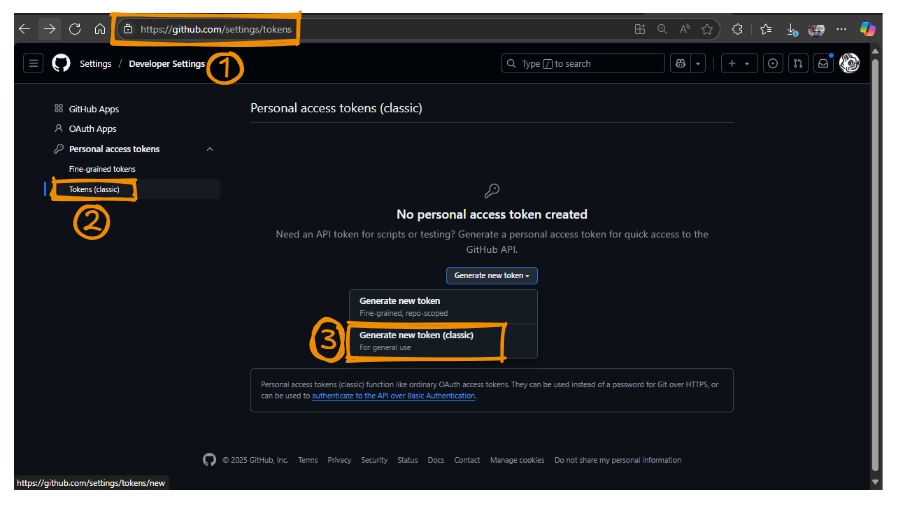 https://github.com/settings/tokens
1
Settings / Developer Settings
Type / to search
GitHub Apps
OAuth Apps
Personal access tokens
Fine-grained tokens
Tokens (classic)
2
Personal access tokens (classic)
No personal access token created
Need an API token for scripts or testing? Generate a personal access token for quick access to the
GitHub API.
Generate new token
Generate new token
Fine-grained, repo-scoped
3
Generate new token (classic)
For general use
Personal access tokens (classic) function like ordinary OAuth access tokens. They can be used instead of a password for Git over HTTPS, or
can be used to authenticate to the API over Basic Authentication.
© 2025 GitHub, Inc. Terms Privacy Security Status Docs Contact Manage cookies Do not share my personal information
https://github.com/settings/tokens/new